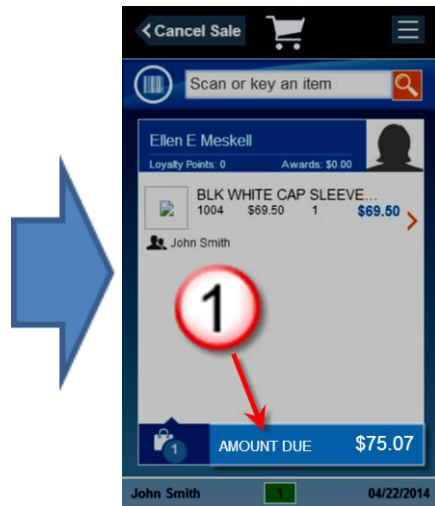 Cancel Sale
Scan or key an item
Ellen E Meskell
Loyalty Points: 0 Awards: $0.00
BLK WHITE CAP SLEEVE...
1004 $69.50 1 $69.50
John Smith
1
1 AMOUNT DUE $75.07
John Smith 1 04/22/2014